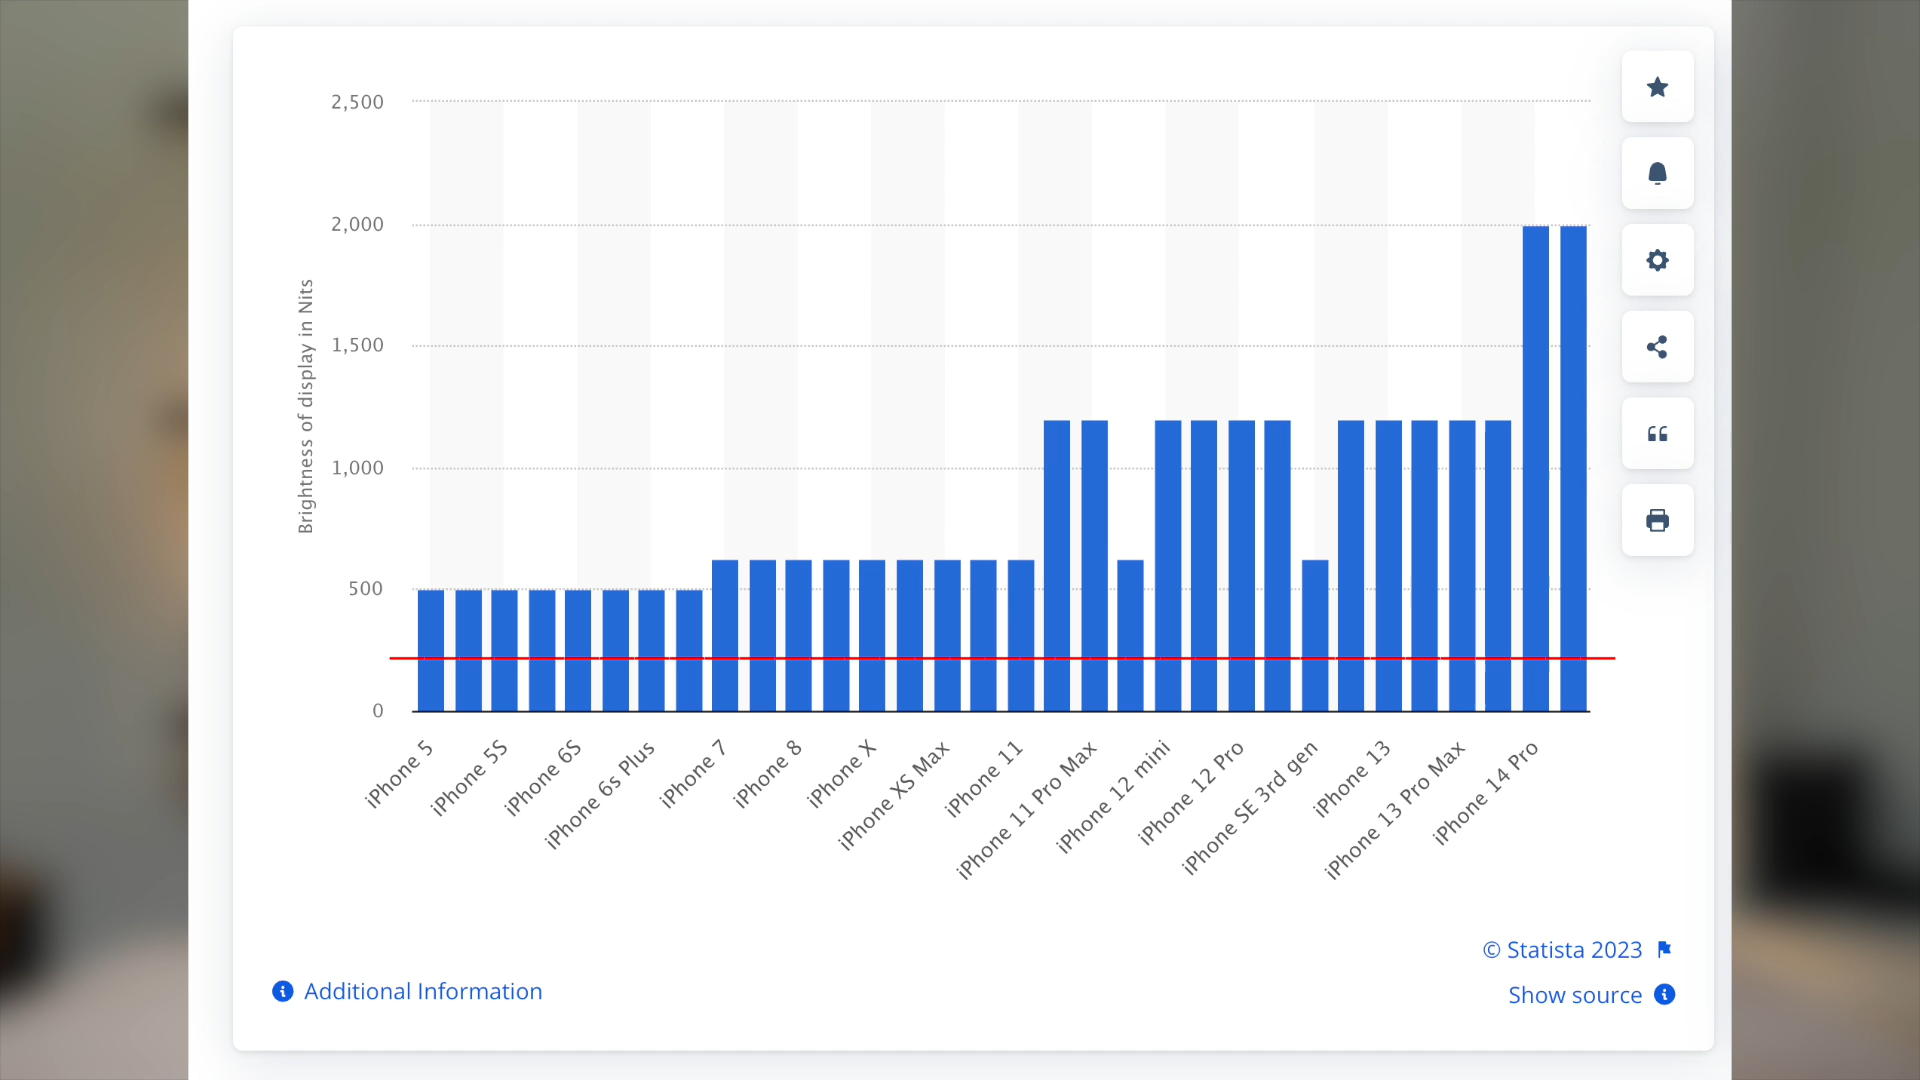 2,500
2,000
1,500
1,000
500
0
Brightness of display in Nits
iPhone 5
iPhone 5S
iPhone 6S
iPhone 6s Plus
iPhone 7
iPhone 8
iPhone X
iPhone XS Max
iPhone 11
iPhone 11 Pro Max
iPhone 12 mini
iPhone 12 Pro
iPhone SE 3rd gen
iPhone 13
iPhone 13 Pro Max
iPhone 14 Pro
© Statista 2023
Additional Information
Show source